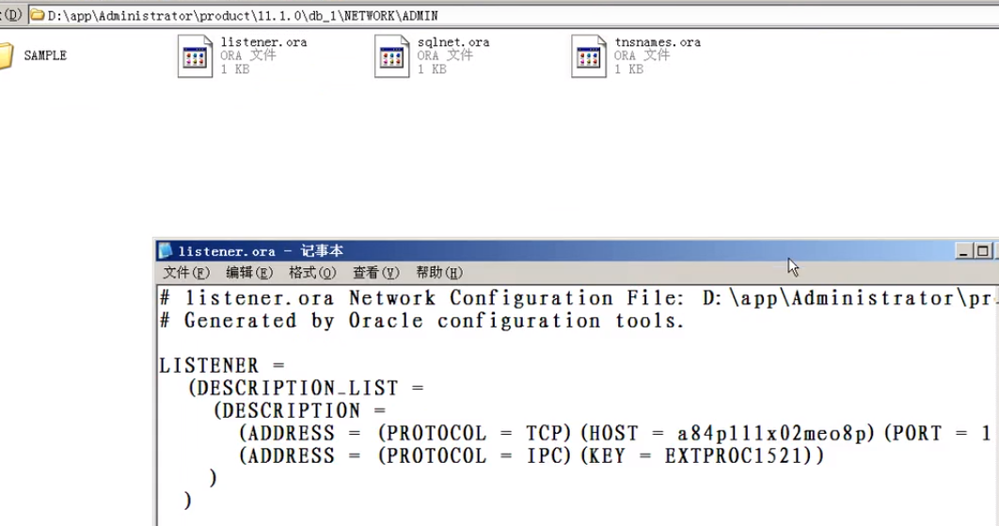 (D) D:\app\Administrator\product\11.1.0\db_1\NETWORK\ADMIN
SAMPLE
listener.ora
ORA 文件
1 KB
sqlnet.ora
ORA 文件
1 KB
tnsnames.ora
ORA 文件
1 KB
listener.ora - 记事本
文件(F) 编辑(E) 格式(O) 查看(V) 帮助(H)
# listener.ora Network Configuration File: D:\app\Administrator\pr
# Generated by Oracle configuration tools.
LISTENER =
(DESCRIPTION_LIST =
(DESCRIPTION =
(ADDRESS = (PROTOCOL = TCP)(HOST = a84p111x02meo8p)(PORT = 1
(ADDRESS = (PROTOCOL = IPC)(KEY = EXTPROC1521))
)
)